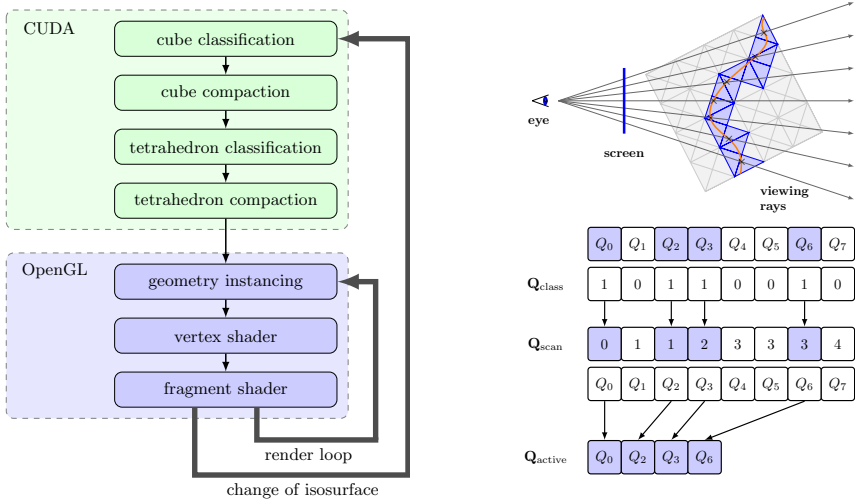 CUDA
cube classification
cube compaction
tetrahedron classification
tetrahedron compaction
OpenGL
geometry instancing
vertex shader
fragment shader
render loop
change of isosurface
eye
screen
viewing
rays
Q₀ Q₁ Q₂ Q₃ Q₄ Q₅ Q₆ Q₇
Q_class 1 0 1 1 0 0 1 0
Q_scan 0 1 1 2 3 3 3 4
Q₀ Q₁ Q₂ Q₃ Q₄ Q₅ Q₆ Q₇
Q_active Q₀ Q₂ Q₃ Q₆